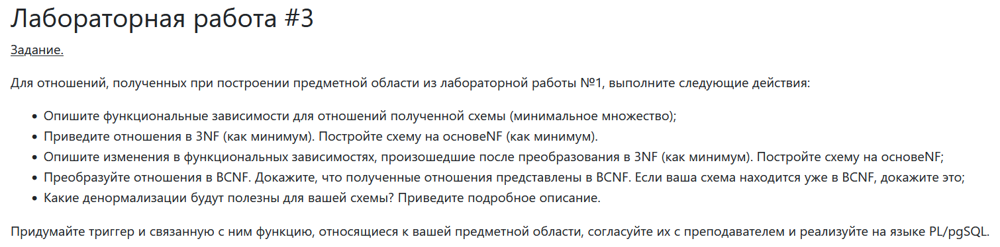 Лабораторная работа #3
Задание.
Для отношений, полученных при построении предметной области из лабораторной работы №1, выполните следующие действия:
• Опишите функциональные зависимости для отношений полученной схемы (минимальное множество);
• Приведите отношения в 3NF (как минимум). Постройте схему на основеNF (как минимум).
• Опишите изменения в функциональных зависимостях, произошедшие после преобразования в 3NF (как минимум). Постройте схему на основеNF;
• Преобразуйте отношения в BCNF. Докажите, что полученные отношения представлены в BCNF. Если ваша схема находится уже в BCNF, докажите это;
• Какие денормализации будут полезны для вашей схемы? Приведите подробное описание.
Придумайте триггер и связанную с ним функцию, относящиеся к вашей предметной области, согласуйте их с преподавателем и реализуйте на языке PL/pgSQL.